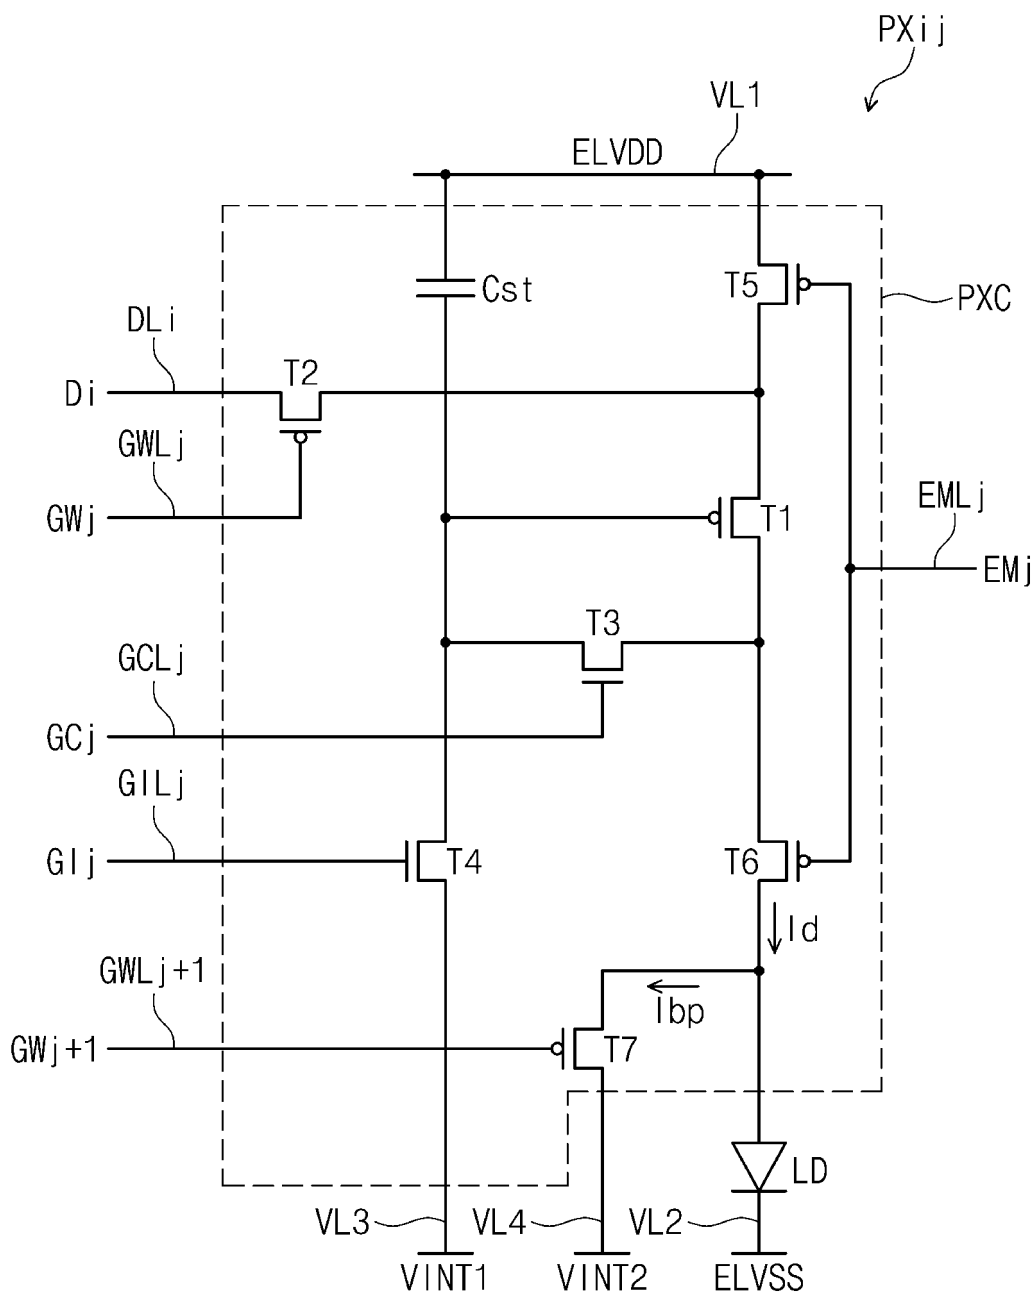 PXij
VL1
ELVDD
T5
Cst
PXC
DLi
T2
Di
GWLj
GWj
T1
EMLj
EMj
T3
GCLj
GCj
GILj
GIj
T4
T6
Id
GWLj+1
Ibp
GWj+1
T7
LD
VL3
VL4
VL2
VINT1
VINT2
ELVSS